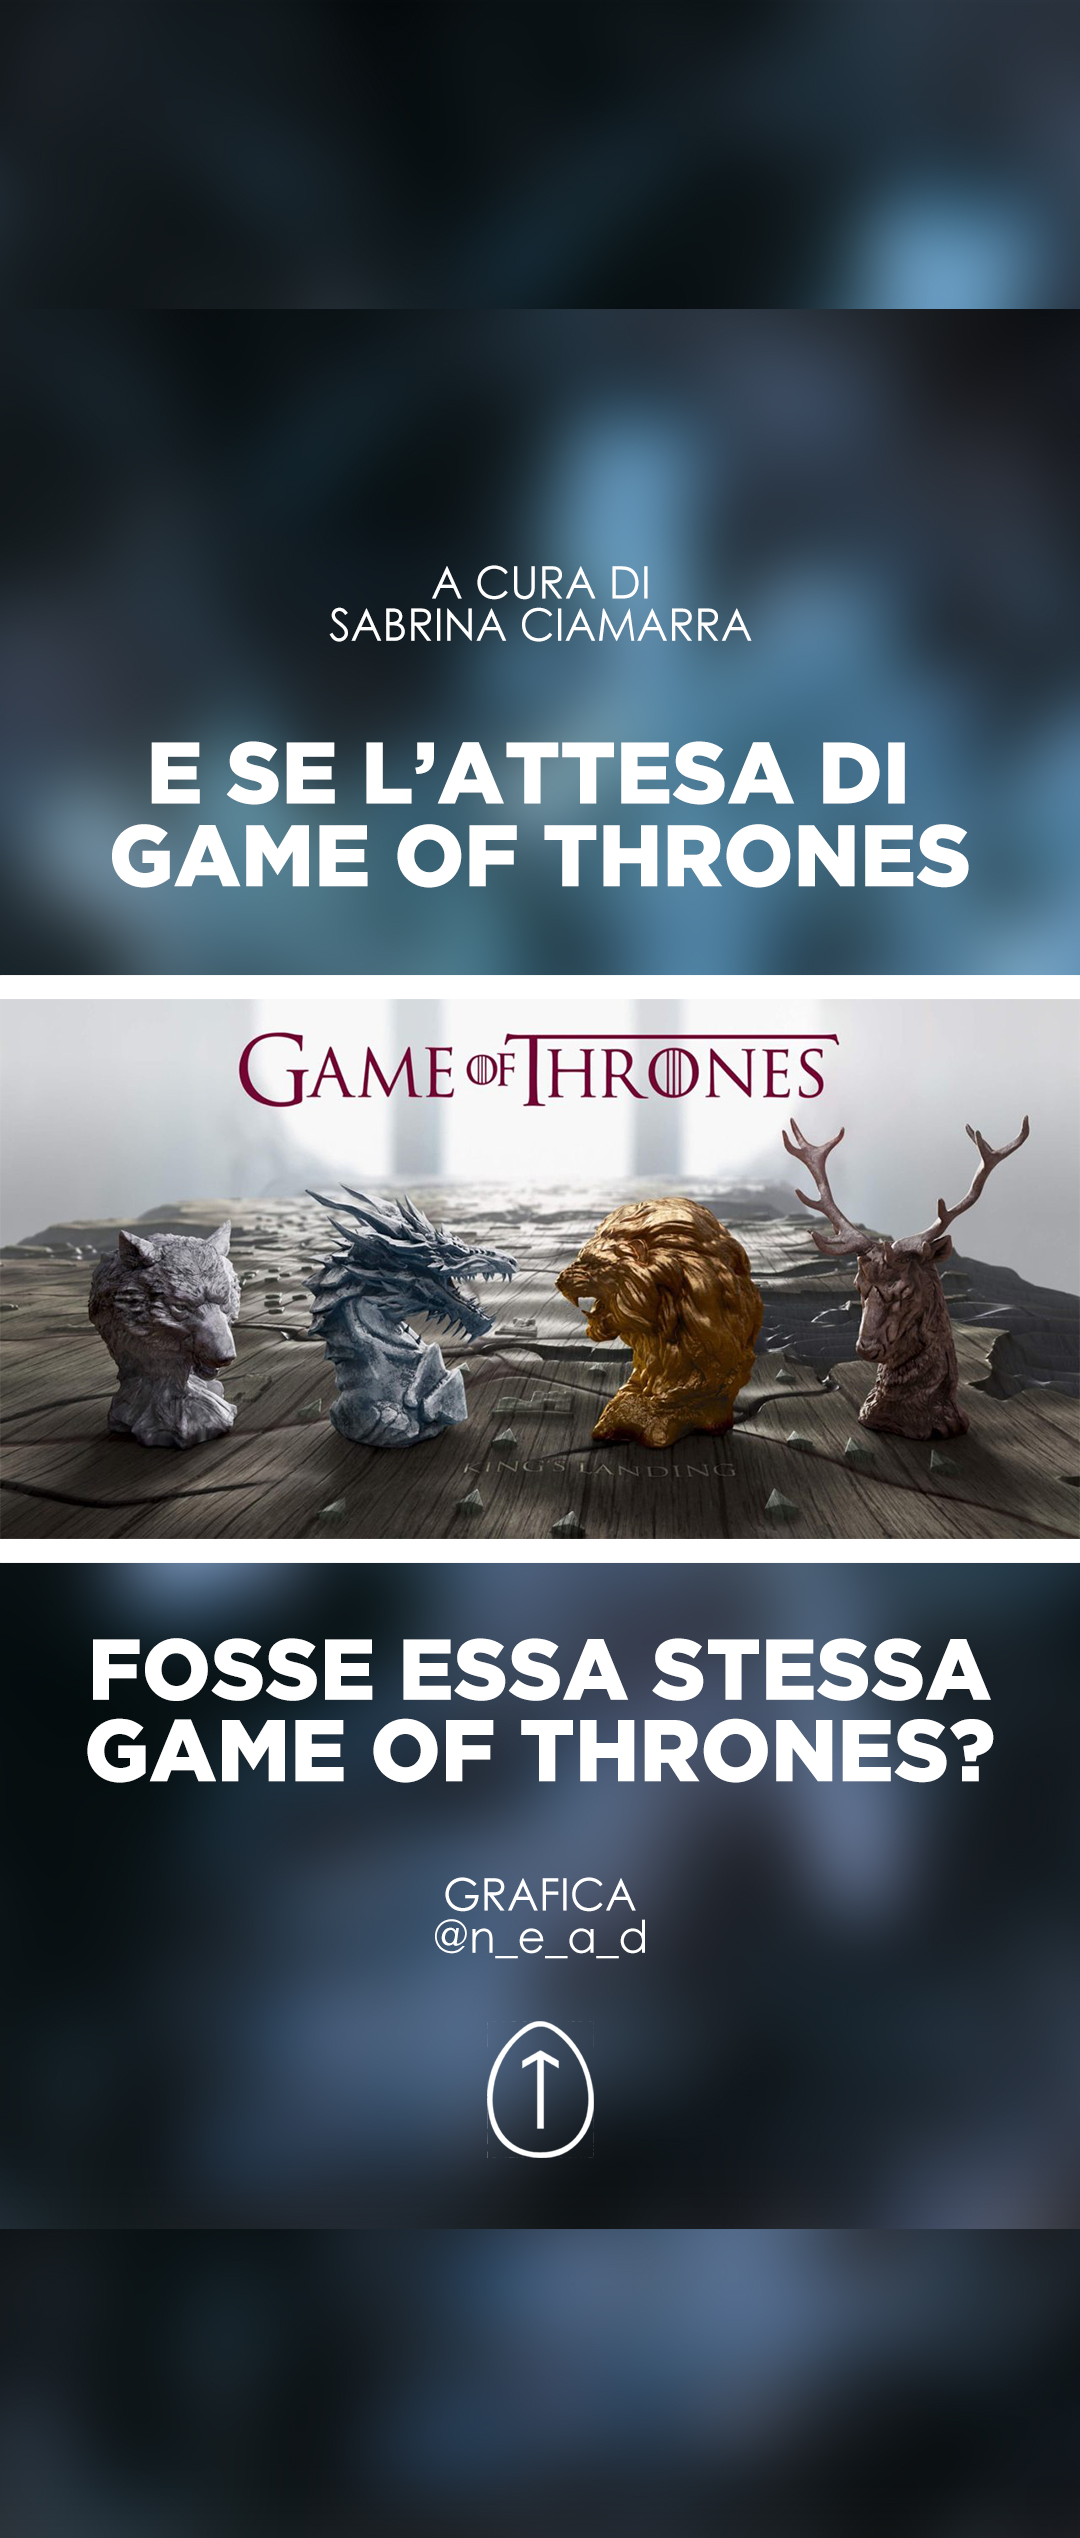 A CURA DI
SABRINA CIAMARRA
E SE L’ATTESA DI
GAME OF THRONES
GAME OF THRONES
KING'S LANDING
FOSSE ESSA STESSA
GAME OF THRONES?
GRAFICA
@n_e_a_d